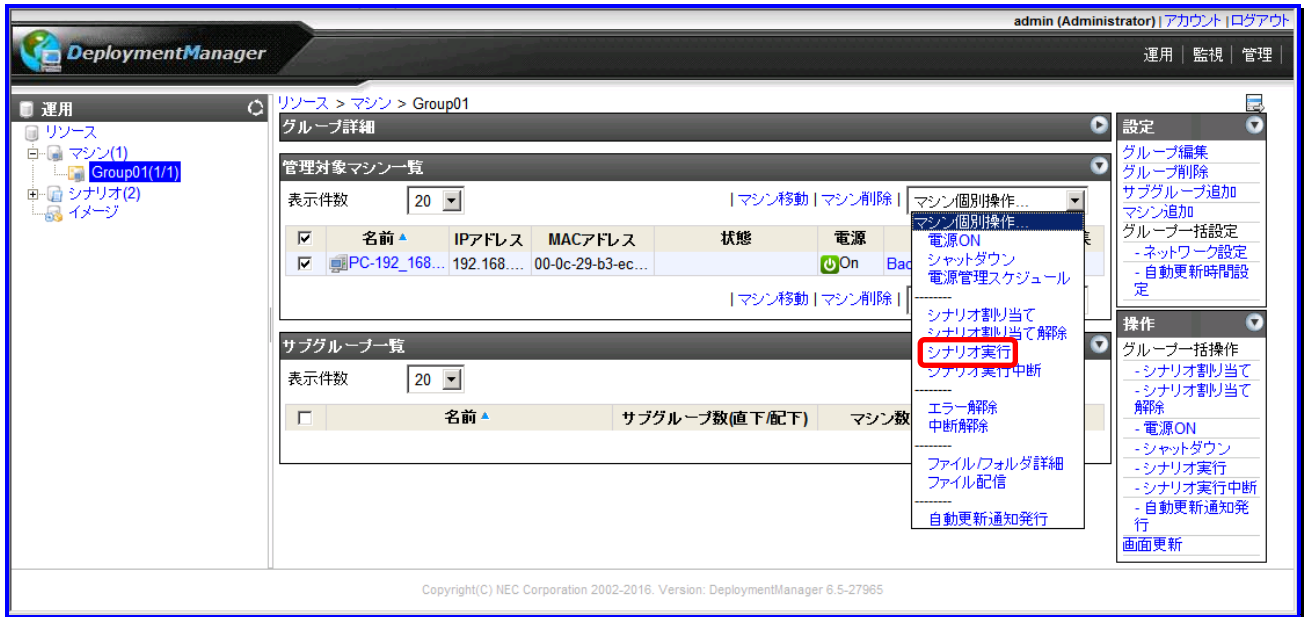 admin (Administrator) | アカウント | ログアウト
DeploymentManager
運用 | 監視 | 管理 |
運用
リソース
マシン(1)
Group01(1/1)
シナリオ(2)
イメージ
リソース > マシン > Group01
グループ詳細
管理対象マシン一覧
表示件数 20 | マシン移動 | マシン削除 | マシン個別操作...
名前 IPアドレス MACアドレス 状態 電源
PC-192_168... 192.168.... 00-0c-29-b3-ec... On Bac
| マシン移動 | マシン削除 |
マシン個別操作...
電源ON
シャットダウン
電源管理スケジュール
--------
シナリオ割り当て
シナリオ割り当て解除
シナリオ実行
シナリオ実行中断
--------
エラー解除
中断解除
--------
ファイル/フォルダ詳細
ファイル配信
--------
自動更新通知発行
サブグループ一覧
表示件数 20
名前 サブグループ数(直下/配下) マシン数
設定
グループ編集
グループ削除
サブグループ追加
マシン追加
グループ一括設定
- ネットワーク設定
- 自動更新時間設
定
操作
グループ一括操作
- シナリオ割り当て
- シナリオ割り当て
解除
- 電源ON
- シャットダウン
- シナリオ実行
- シナリオ実行中断
- 自動更新通知発
行
画面更新
Copyright(C) NEC Corporation 2002-2016. Version: DeploymentManager 6.5-27965